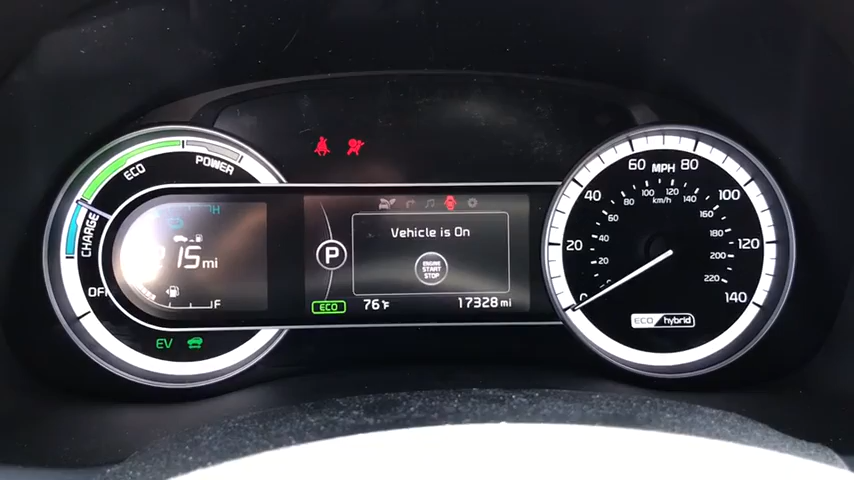 ECO
POWER
CHARGE
OFF
H
215 mi
F
EV
Vehicle is On
ENGINE
START
STOP
P
ECO
76°F
17328 mi
MPH
km/h
0
20
40
60
80
100
120
140
20
40
60
80
100
120
140
160
180
200
220
ECO hybrid